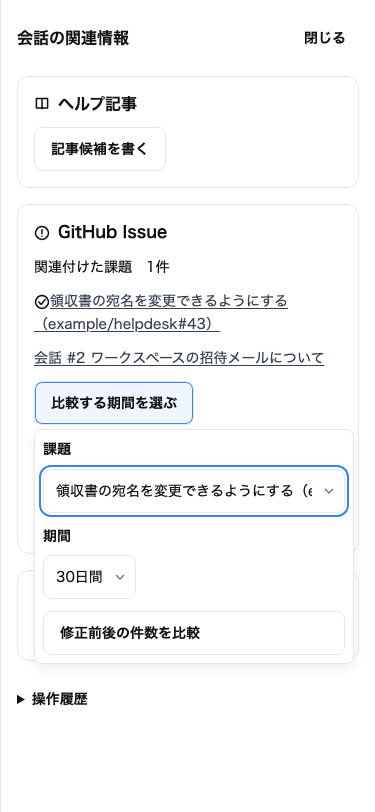 会話の関連情報
閉じる
ヘルプ記事
記事候補を書く
GitHub Issue
関連付けた課題　1件
領収書の宛名を変更できるようにする
（example/helpdesk#43）
会話 #2 ワークスペースの招待メールについて
比較する期間を選ぶ
課題
領収書の宛名を変更できるようにする（e
期間
30日間
修正前後の件数を比較
操作履歴